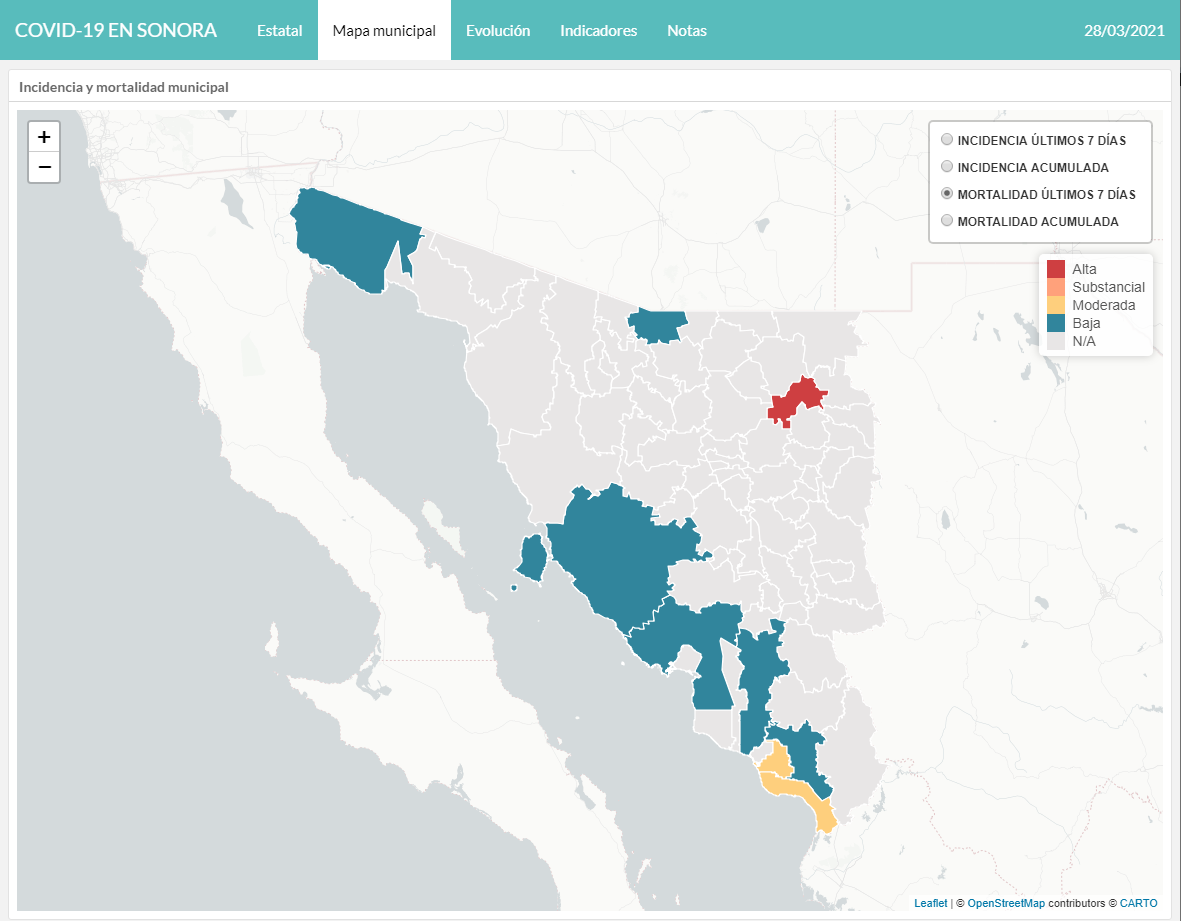 COVID-19 EN SONORA Estatal Mapa municipal Evolución Indicadores Notas 28/03/2021
Incidencia y mortalidad municipal
+
−
INCIDENCIA ÚLTIMOS 7 DÍAS
INCIDENCIA ACUMULADA
MORTALIDAD ÚLTIMOS 7 DÍAS
MORTALIDAD ACUMULADA
Alta
Substancial
Moderada
Baja
N/A
Leaflet | © OpenStreetMap contributors © CARTO